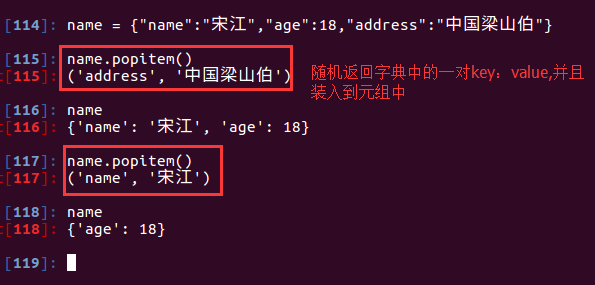 [114]: name = {"name":"宋江","age":18,"address":"中国梁山伯"}
[115]: name.popitem()
t[115]: ('address', '中国梁山伯')
随机返回字典中的一对key：value,并且
装入到元组中
[116]: name
t[116]: {'name': '宋江', 'age': 18}
[117]: name.popitem()
t[117]: ('name', '宋江')
[118]: name
t[118]: {'age': 18}
[119]: